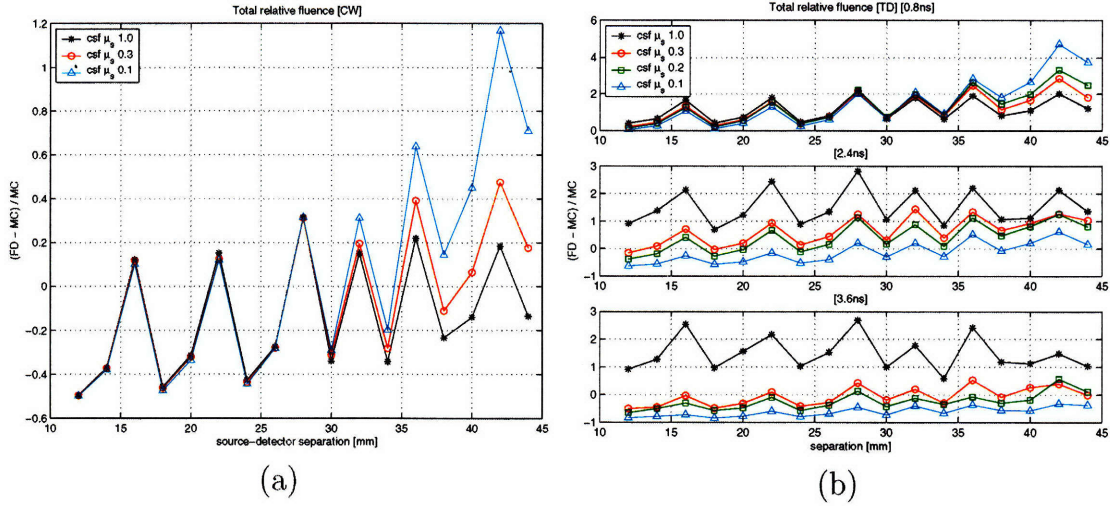 Total relative fluence [CW]
1.2
1
0.8
0.6
0.4
0.2
0
−0.2
−0.4
−0.6
(FD − MC) / MC
csf μs 1.0
csf μs 0.3
csf μs 0.1
10 15 20 25 30 35 40 45
source−detector separation [mm]
(a)
Total relative fluence [TD] [0.8ns]
6
4
2
0
csf μs 1.0
csf μs 0.3
csf μs 0.2
csf μs 0.1
10 15 20 25 30 35 40 45
[2.4ns]
3
2
1
0
−1
(FD − MC) / MC
10 15 20 25 30 35 40 45
[3.6ns]
3
2
1
0
−1
10 15 20 25 30 35 40 45
separation [mm]
(b)